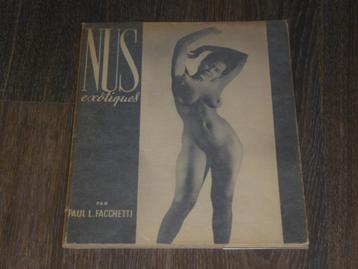 NUS
exotiques
PAR
PAUL L. FACCHETTI